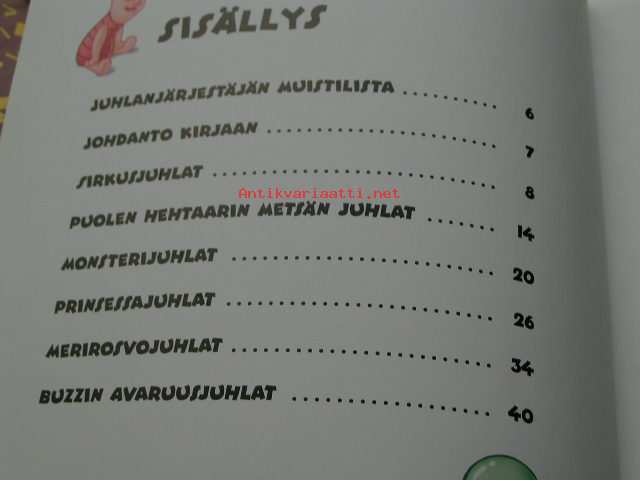 SISÄLLYS
JUHLANJÄRJESTÄJÄN MUISTILISTA .......... 6
JOHDANTO KIRJAAN .......................... 7
SIRKUSJUHLAT ................................ 8
Antikvariaatti.net
PUOLEN HEHTAARIN METSÄN JUHLAT ....... 14
MONSTERIJUHLAT ............................. 20
PRINSESSAJUHLAT ............................ 26
MERIROSVOJUHLAT ............................ 34
BUZZIN AVARUUSJUHLAT ..................... 40